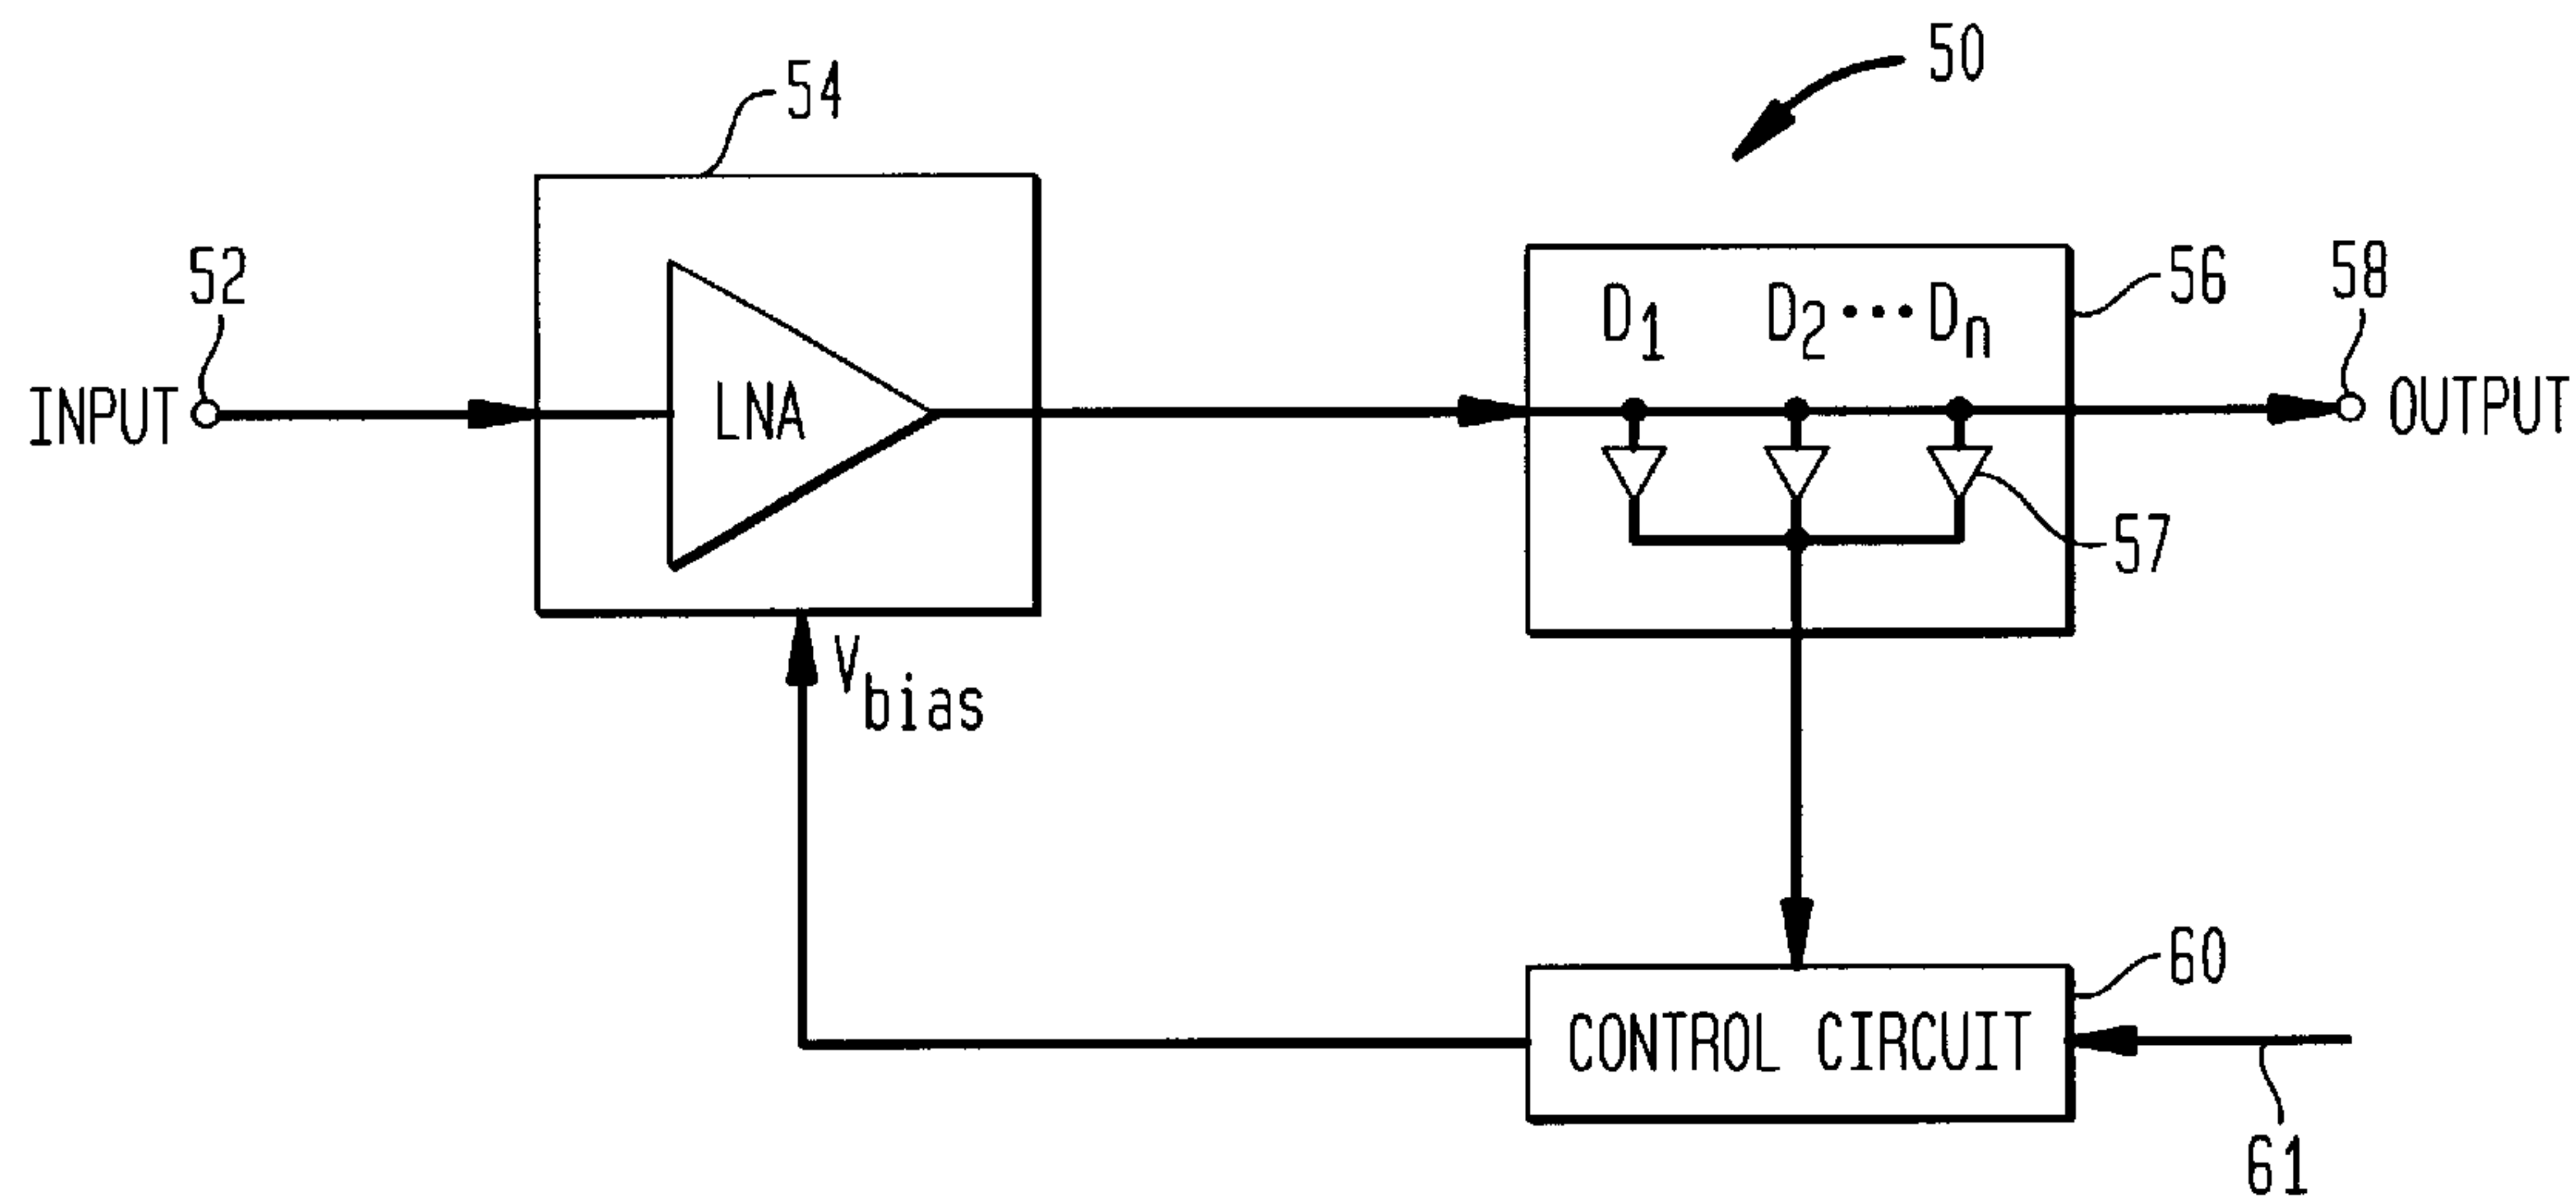 50
54
52
INPUT
LNA
56
58
D1 D2 ••• Dn
OUTPUT
57
Vbias
60
CONTROL CIRCUIT
61